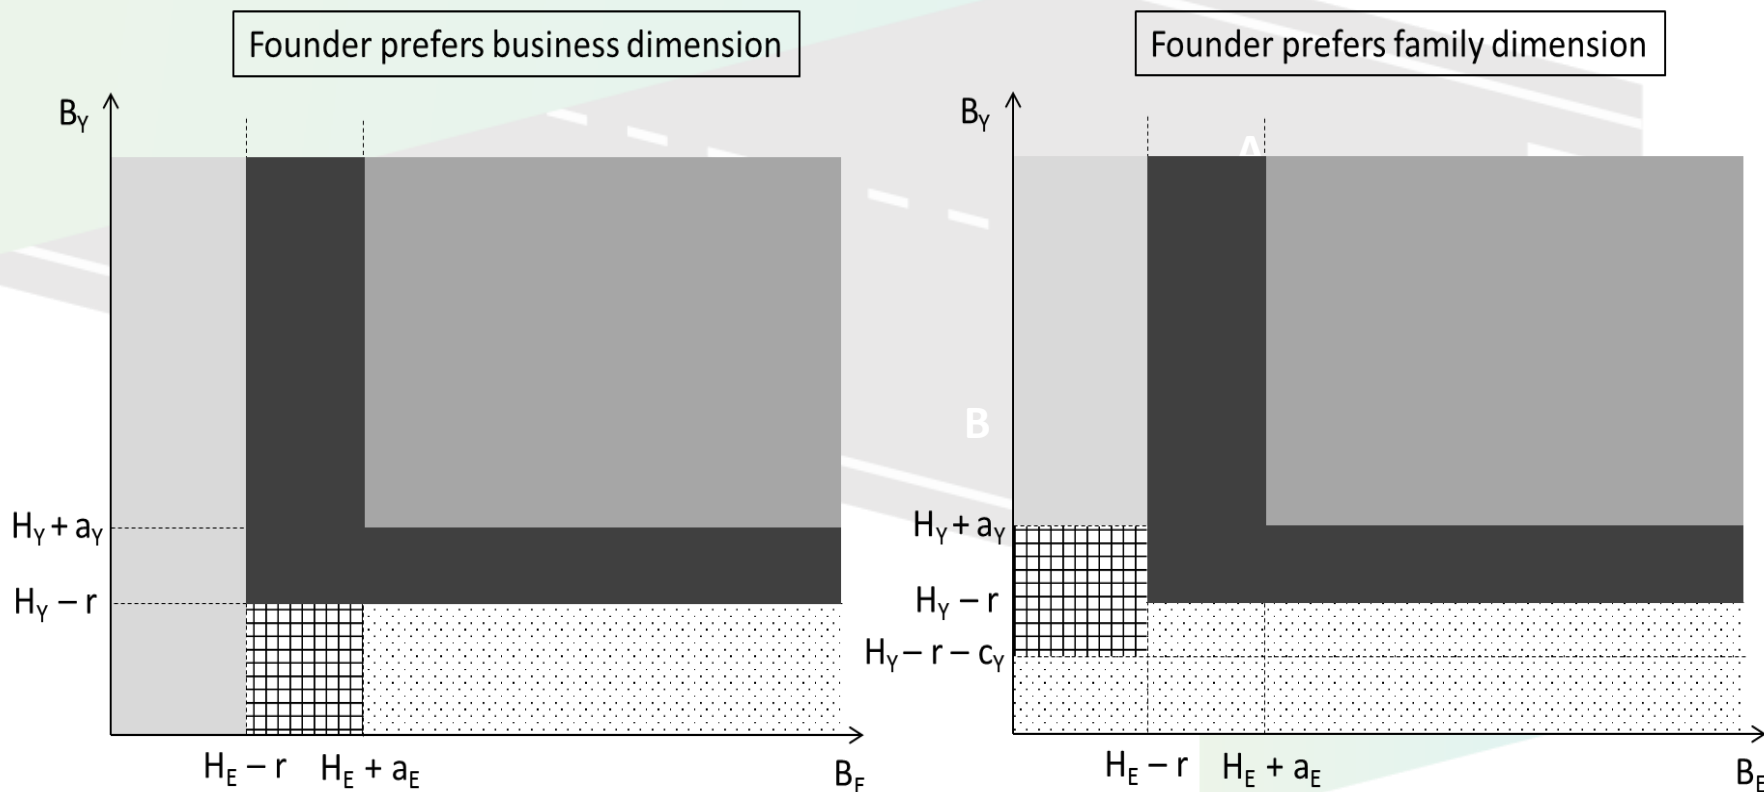 Founder prefers business dimension
B_Y
H_Y + a_Y
H_Y – r
H_E – r
H_E + a_E
B_E
Founder prefers family dimension
B_Y
A
B
H_Y + a_Y
H_Y – r
H_Y – r – c_Y
H_E – r
H_E + a_E
B_E